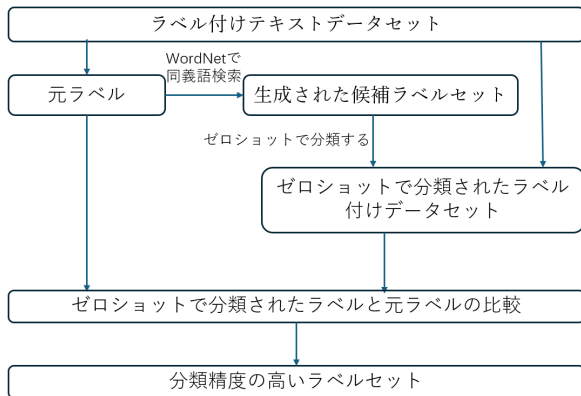 ラベル付けテキストデータセット
WordNetで
同義語検索
元ラベル
生成された候補ラベルセット
ゼロショットで分類する
ゼロショットで分類されたラベル
付けデータセット
ゼロショットで分類されたラベルと元ラベルの比較
分類精度の高いラベルセット